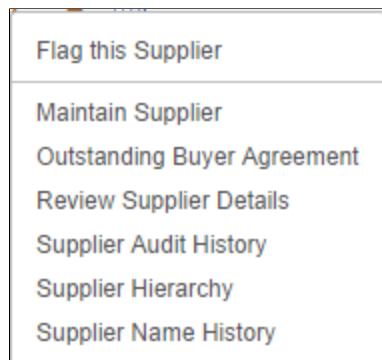 Flag this Supplier
Maintain Supplier
Outstanding Buyer Agreement
Review Supplier Details
Supplier Audit History
Supplier Hierarchy
Supplier Name History